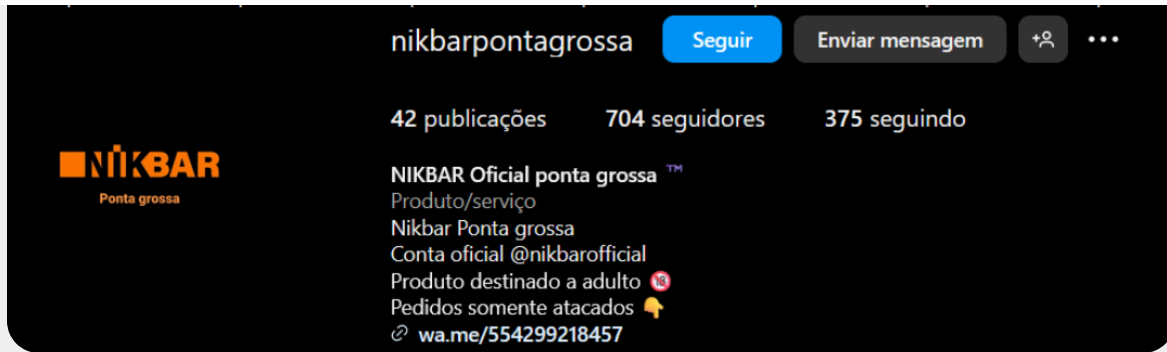 nikbarpontagrossa Seguir Enviar mensagem
42 publicações 704 seguidores 375 seguindo
NIKBAR
Ponta grossa
NIKBAR Oficial ponta grossa ™
Produto/serviço
Nikbar Ponta grossa
Conta oficial @nikbarofficial
Produto destinado a adulto 🔞
Pedidos somente atacados 👇
wa.me/554299218457